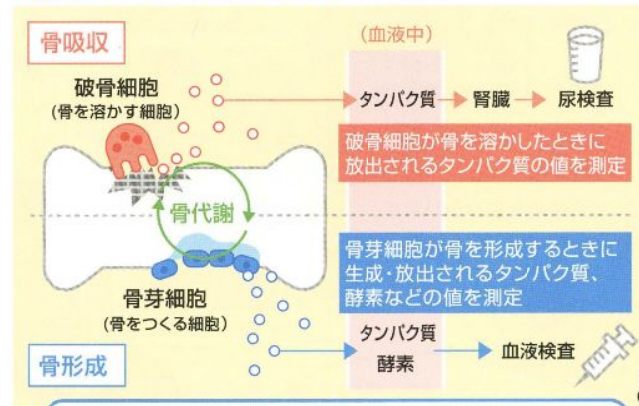 骨吸収
(血液中)
破骨細胞
(骨を溶かす細胞)
タンパク質
腎臓
尿検査
破骨細胞が骨を溶かしたときに
放出されるタンパク質の値を測定
骨代謝
骨芽細胞が骨を形成するときに
生成・放出されるタンパク質、
酵素などの値を測定
骨芽細胞
(骨をつくる細胞)
タンパク質
酵素
血液検査
骨形成